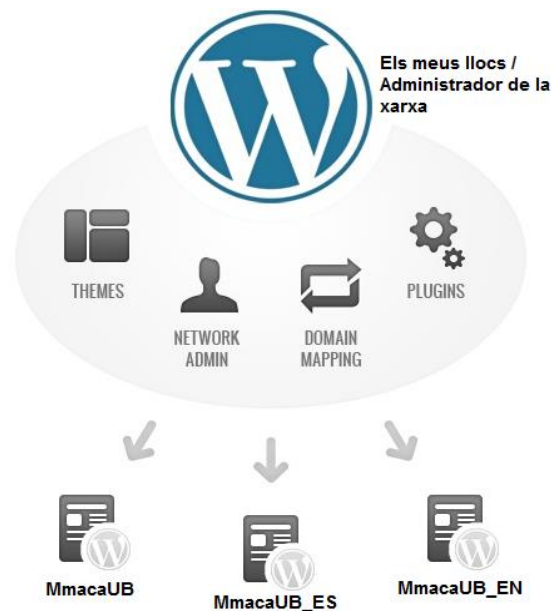 Els meus llocs /
Administrador de la
xarxa
THEMES
NETWORK
ADMIN
DOMAIN
MAPPING
PLUGINS
MmacaUB
MmacaUB_ES
MmacaUB_EN